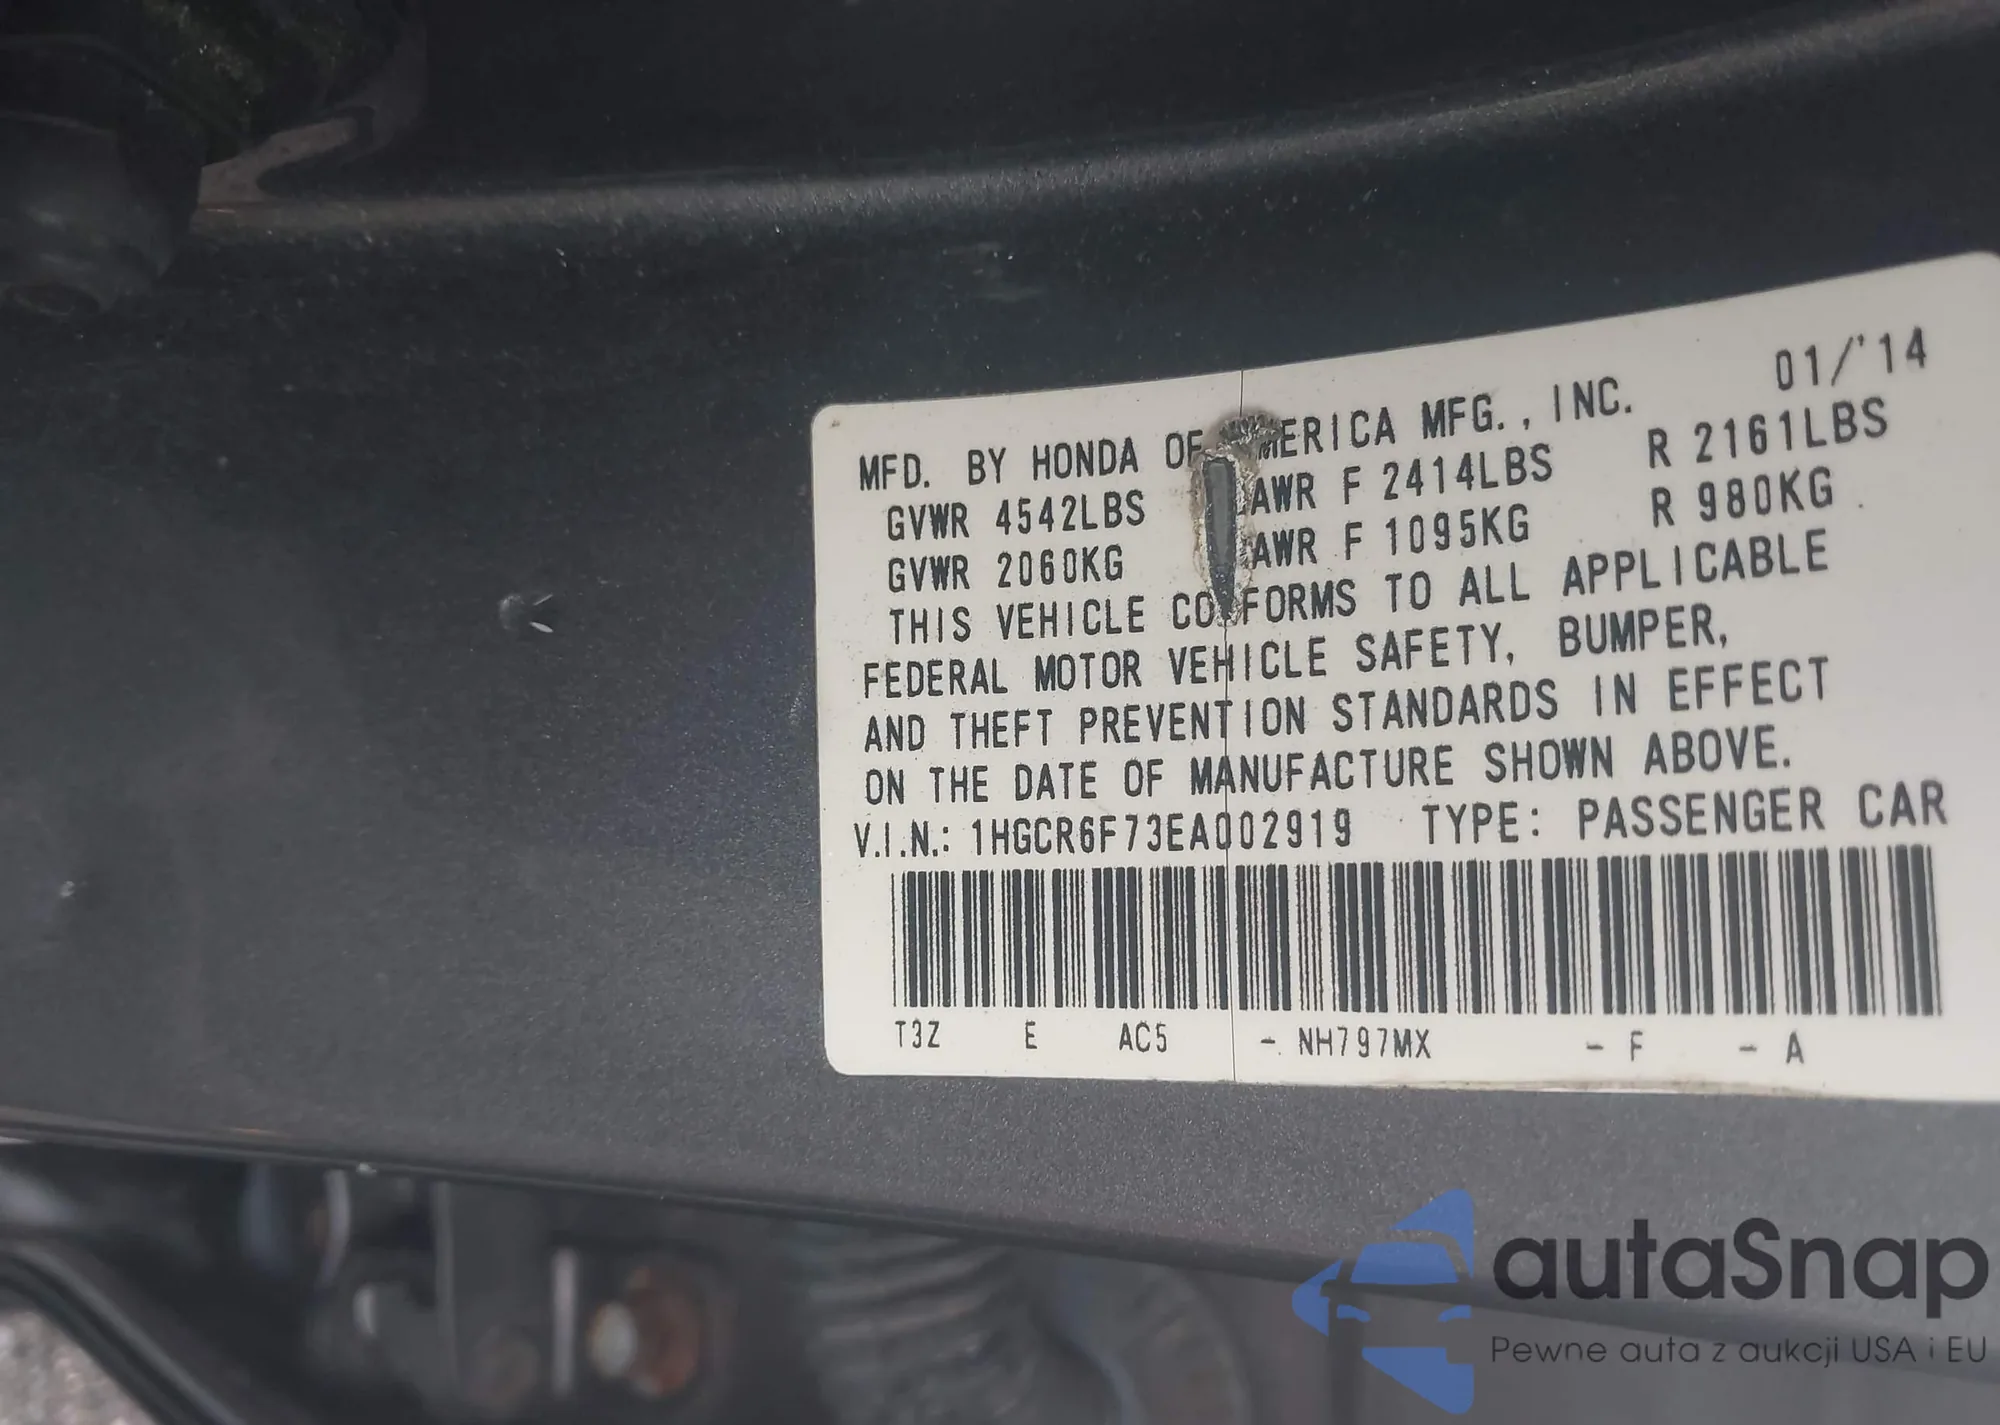 MFD. BY HONDA OF AMERICA MFG., INC. 01/'14
GVWR 4542LBS GAWR F 2414LBS R 2161LBS
GVWR 2060KG GAWR F 1095KG R 980KG
THIS VEHICLE CONFORMS TO ALL APPLICABLE
FEDERAL MOTOR VEHICLE SAFETY, BUMPER,
AND THEFT PREVENTION STANDARDS IN EFFECT
ON THE DATE OF MANUFACTURE SHOWN ABOVE.
V.I.N.: 1HGCR6F73EA002919 TYPE: PASSENGER CAR
T3Z E AC5 - NH797MX - F - A
autaSnap
Pewne auta z aukcji USA i EU